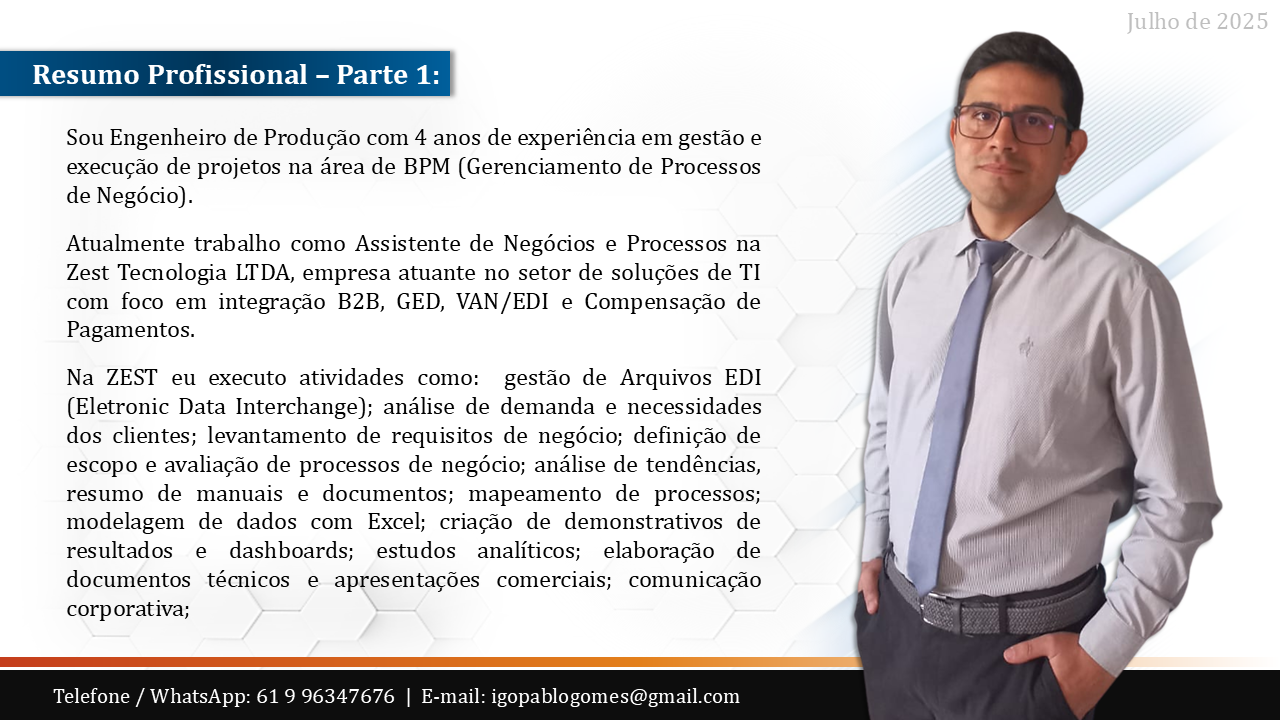 Julho de 2025
Resumo Profissional – Parte 1:
Sou Engenheiro de Produção com 4 anos de experiência em gestão e
execução de projetos na área de BPM (Gerenciamento de Processos
de Negócio).
Atualmente trabalho como Assistente de Negócios e Processos na
Zest Tecnologia LTDA, empresa atuante no setor de soluções de TI
com foco em integração B2B, GED, VAN/EDI e Compensação de
Pagamentos.
Na ZEST eu executo atividades como: gestão de Arquivos EDI
(Eletronic Data Interchange); análise de demanda e necessidades
dos clientes; levantamento de requisitos de negócio; definição de
escopo e avaliação de processos de negócio; análise de tendências,
resumo de manuais e documentos; mapeamento de processos;
modelagem de dados com Excel; criação de demonstrativos de
resultados e dashboards; estudos analíticos; elaboração de
documentos técnicos e apresentações comerciais; comunicação
corporativa;
Telefone / WhatsApp: 61 9 96347676 | E-mail: igopablogomes@gmail.com